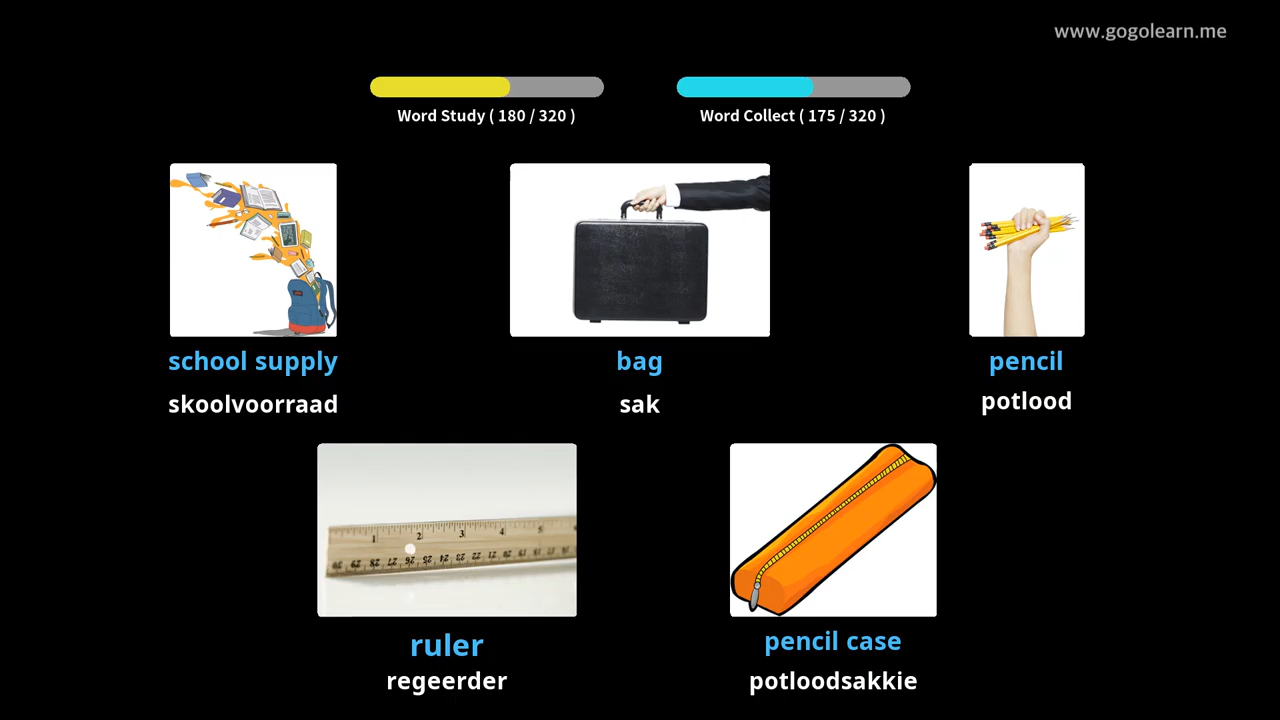 www.gogolearn.me
Word Study ( 180 / 320 )
Word Collect ( 175 / 320 )
school supply
skoolvoorraad
bag
sak
pencil
potlood
ruler
regeerder
pencil case
potloodsakkie